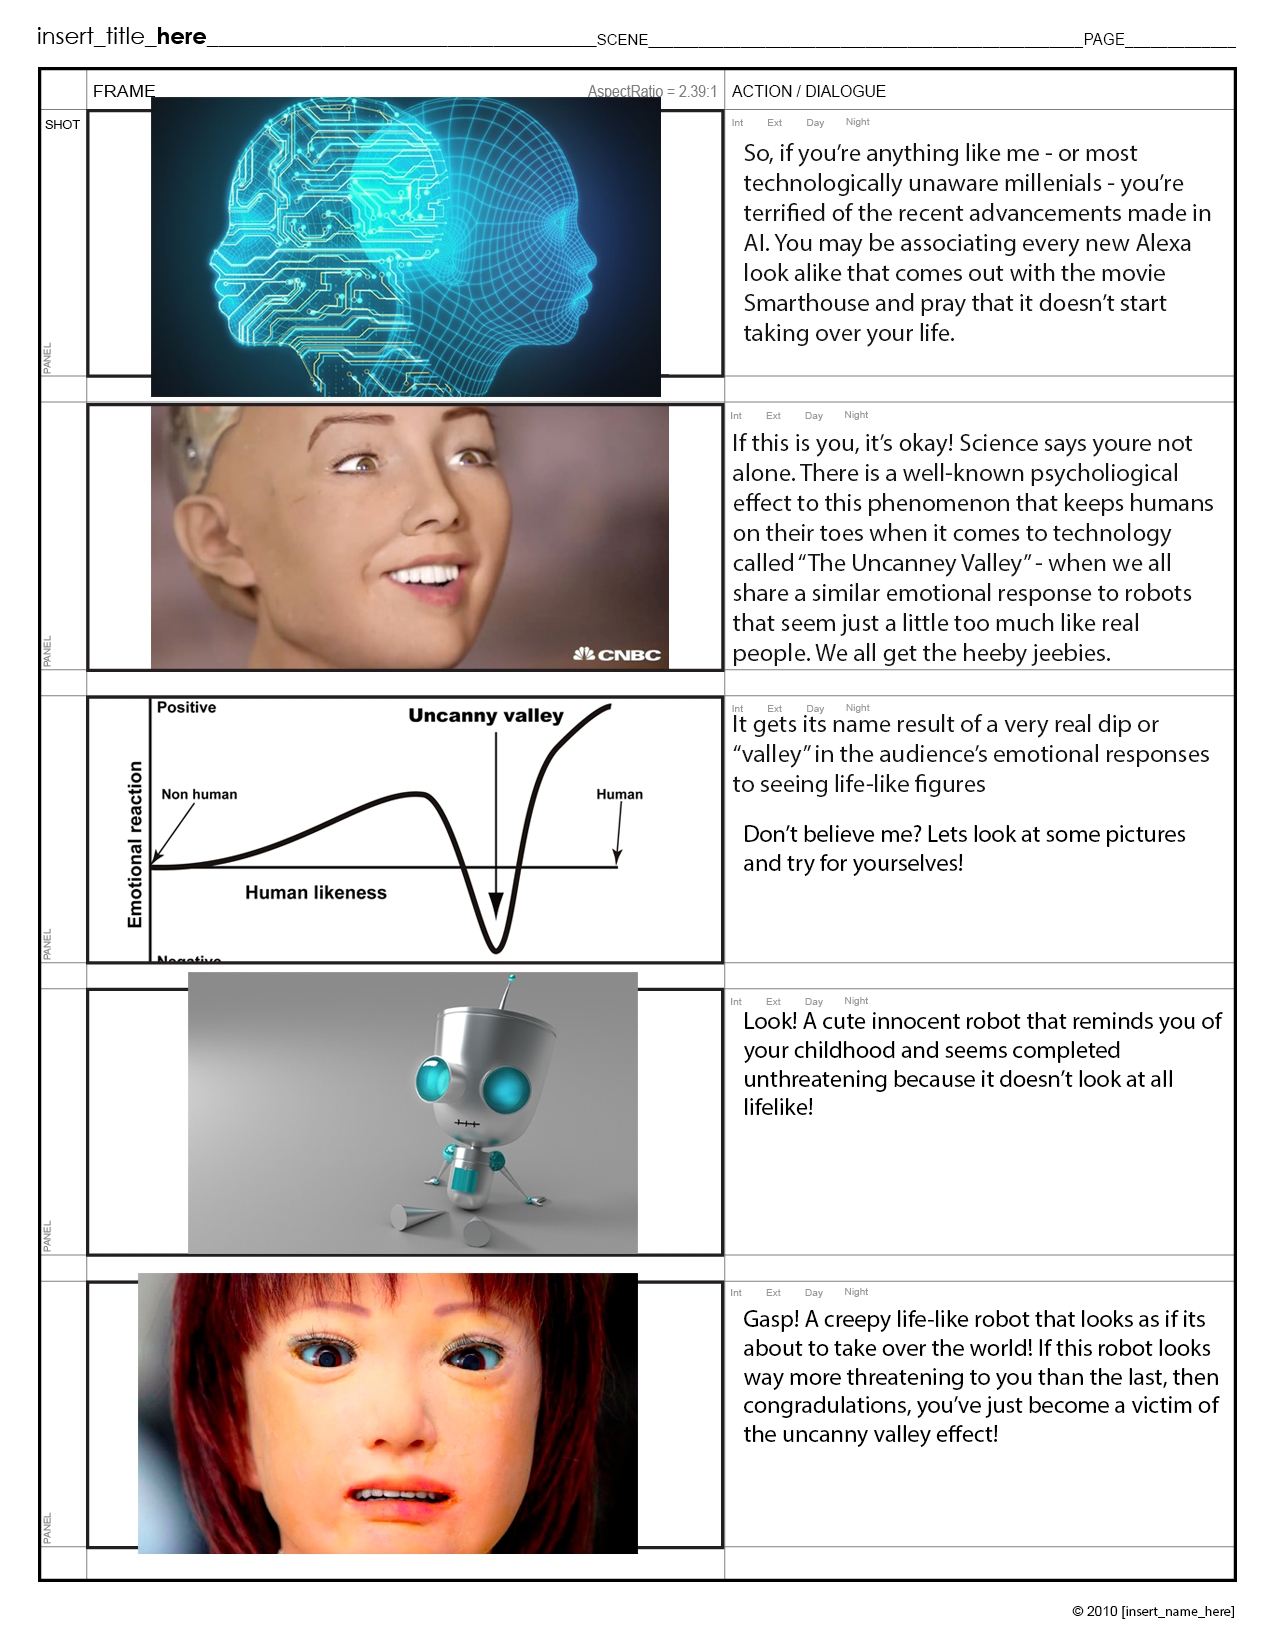 insert_title_here________SCENE________PAGE________
FRAME AspectRatio = 2.39:1 ACTION / DIALOGUE
SHOT
Int Ext Day Night
So, if you're anything like me - or most
technologically unaware millenials - you're
terrified of the recent advancements made in
AI. You may be associating every new Alexa
look alike that comes out with the movie
Smarthouse and pray that it doesn't start
taking over your life.
PANEL
Int Ext Day Night
If this is you, it's okay! Science says youre not
alone. There is a well-known psycholiogical
effect to this phenomenon that keeps humans
on their toes when it comes to technology
called “The Uncanney Valley” - when we all
share a similar emotional response to robots
that seem just a little too much like real
people. We all get the heeby jeebies.
CNBC
PANEL
Positive
Uncanny valley
Non human
Human
Emotional reaction
Human likeness
Negative
Int Ext Day Night
It gets its name result of a very real dip or
“valley” in the audience's emotional responses
to seeing life-like figures
Don't believe me? Lets look at some pictures
and try for yourselves!
PANEL
Int Ext Day Night
Look! A cute innocent robot that reminds you of
your childhood and seems completed
unthreatening because it doesn't look at all
lifelike!
PANEL
Int Ext Day Night
Gasp! A creepy life-like robot that looks as if its
about to take over the world! If this robot looks
way more threatening to you than the last, then
congradulations, you've just become a victim of
the uncanny valley effect!
PANEL
© 2010 [insert_name_here]